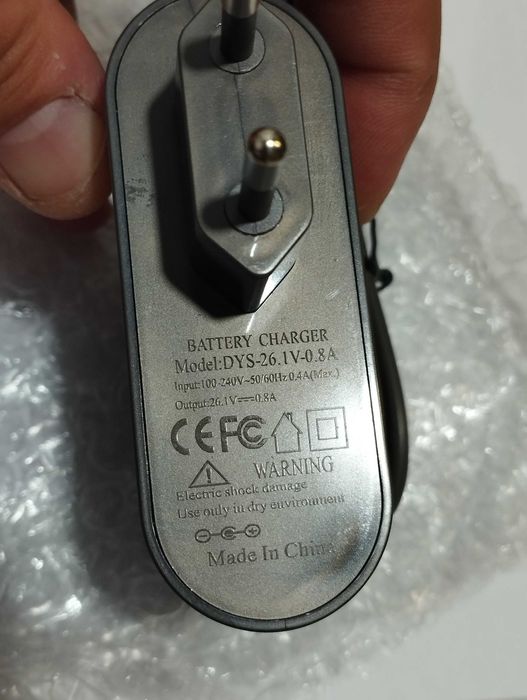 BATTERY CHARGER
Model:DYS-26.1V-0.8A
Input:100-240V~50/60Hz 0.4A(Max.)
Output:26.1V⎓0.8A
CE FC
WARNING
Electric shock damage
Use only in dry environment
Made In China